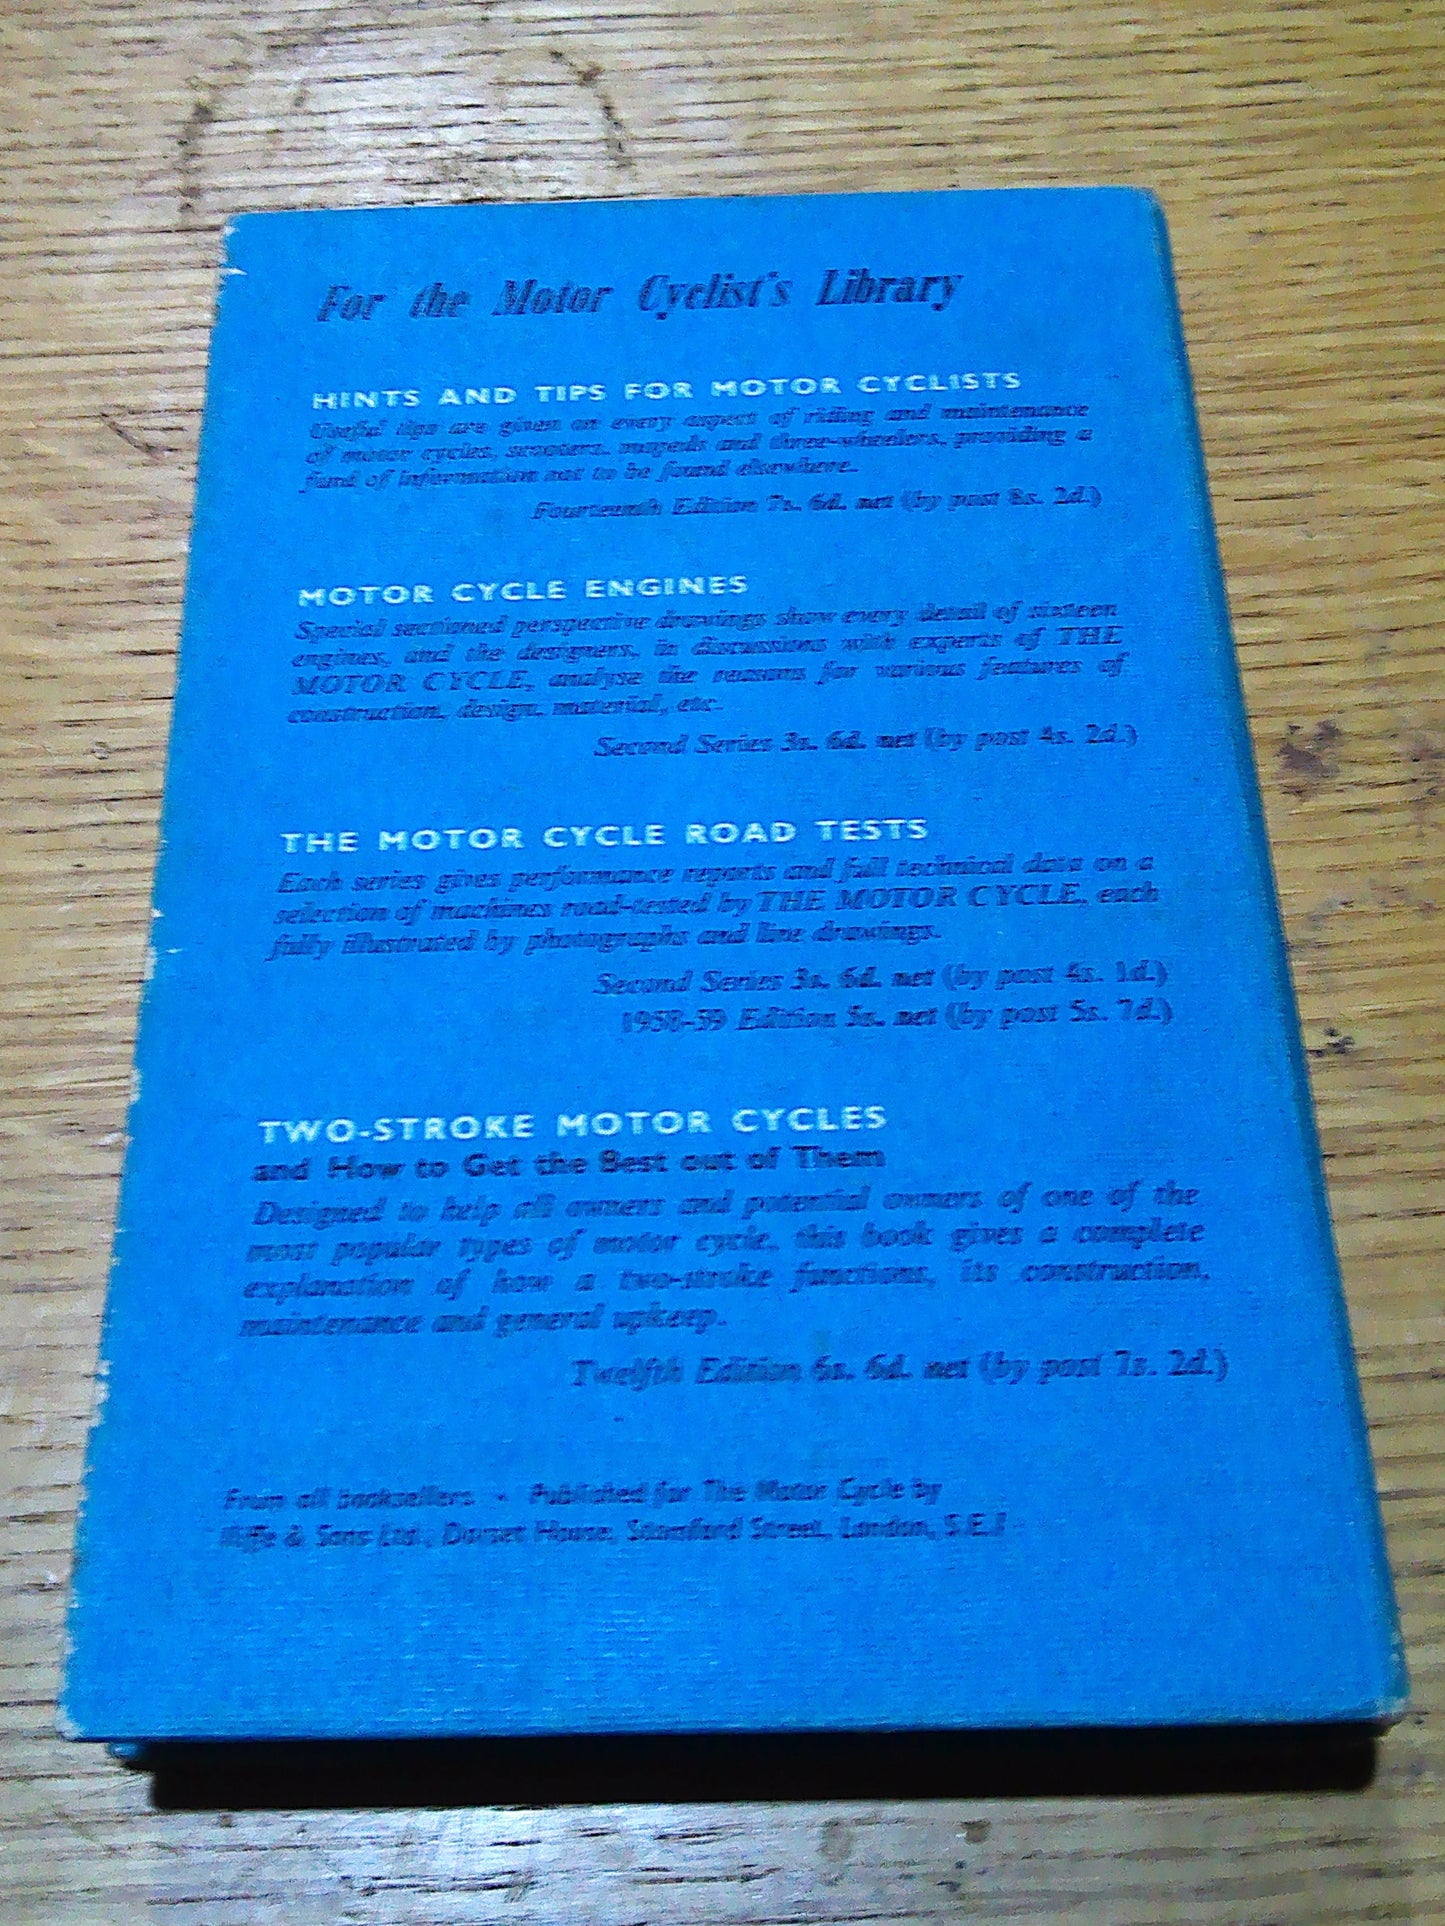 For the Motor Cyclist's Library
HINTS AND TIPS FOR MOTOR CYCLISTS
Useful tips are given on every aspect of riding and maintenance
of motor cycles, scooters, mopeds and three-wheelers, providing a
fund of information not to be found elsewhere.
Fourteenth Edition 7s. 6d. net (by post 8s. 2d.)
MOTOR CYCLE ENGINES
Special sectioned perspective drawings show every detail of sixteen
engines, and the designers, in discussions with experts of THE
MOTOR CYCLE, analyse the reasons for various features of
construction, design, material, etc.
Second Series 3s. 6d. net (by post 4s. 2d.)
THE MOTOR CYCLE ROAD TESTS
Each series gives performance reports and full technical data on a
selection of machines road-tested by THE MOTOR CYCLE, each
fully illustrated by photographs and line drawings.
Second Series 3s. 6d. net (by post 4s. 1d.)
1958-59 Edition 5s. net (by post 5s. 7d.)
TWO-STROKE MOTOR CYCLES
and How to Get the Best out of Them
Designed to help all owners and potential owners of one of the
most popular types of motor cycle, this book gives a complete
explanation of how a two-stroke functions, its construction,
maintenance and general upkeep.
Twelfth Edition 6s. 6d. net (by post 7s. 2d.)
From all booksellers - Published for The Motor Cycle by
Iliffe & Sons Ltd., Dorset House, Stamford Street, London, S.E.1